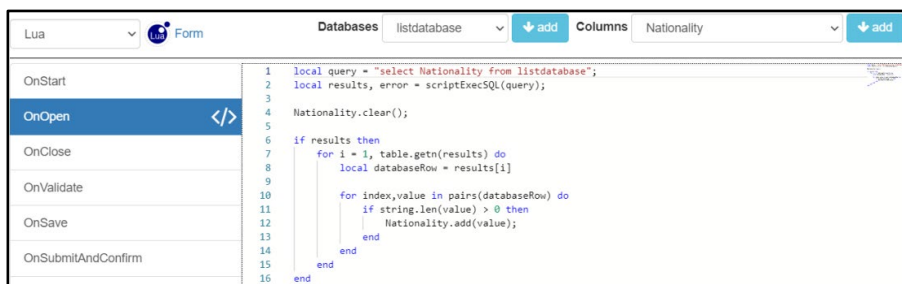 Lua Form Databases listdatabase add Columns Nationality add
OnStart
OnOpen </>
OnClose
OnValidate
OnSave
OnSubmitAndConfirm
1 local query = "select Nationality from listdatabase";
2 local results, error = scriptExecSQL(query);
3
4 Nationality.clear();
5
6 if results then
7 for i = 1, table.getn(results) do
8 local databaseRow = results[i]
9
10 for index,value in pairs(databaseRow) do
11 if string.len(value) > 0 then
12 Nationality.add(value);
13 end
14 end
15 end
16 end